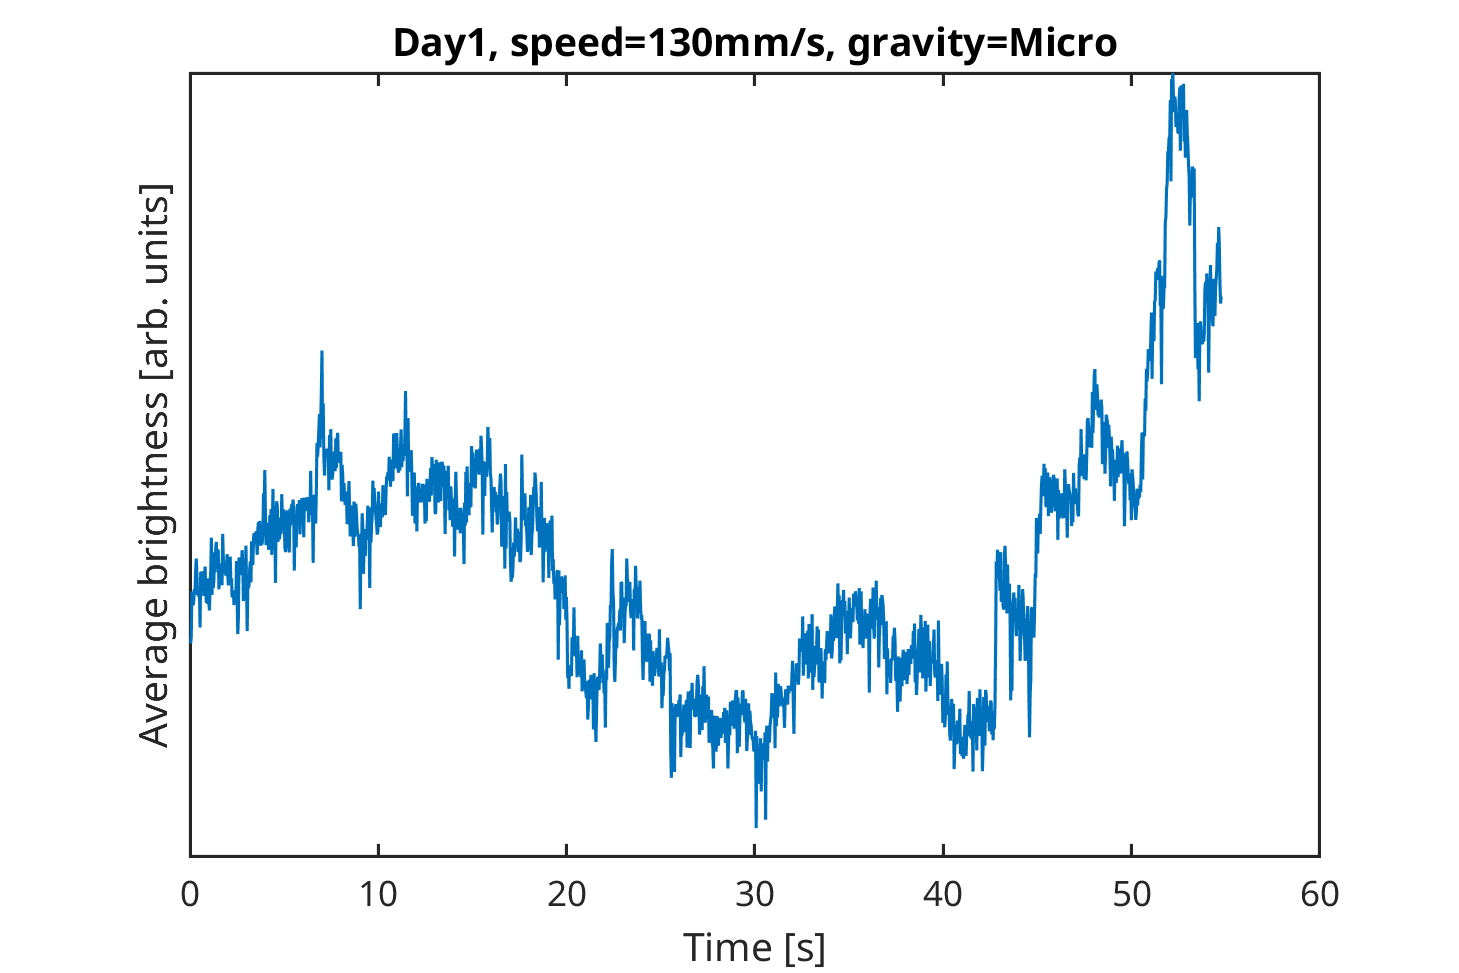 Day1, speed=130mm/s, gravity=Micro
Average brightness [arb. units]
0 10 20 30 40 50 60
Time [s]